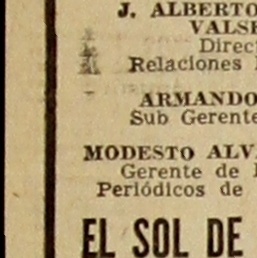 J. ALBERTO
VALSE
Direc
Relaciones
ARMANDO
Sub Gerente
MODESTO ALV
Gerente de
Periódicos de
EL SOL DE